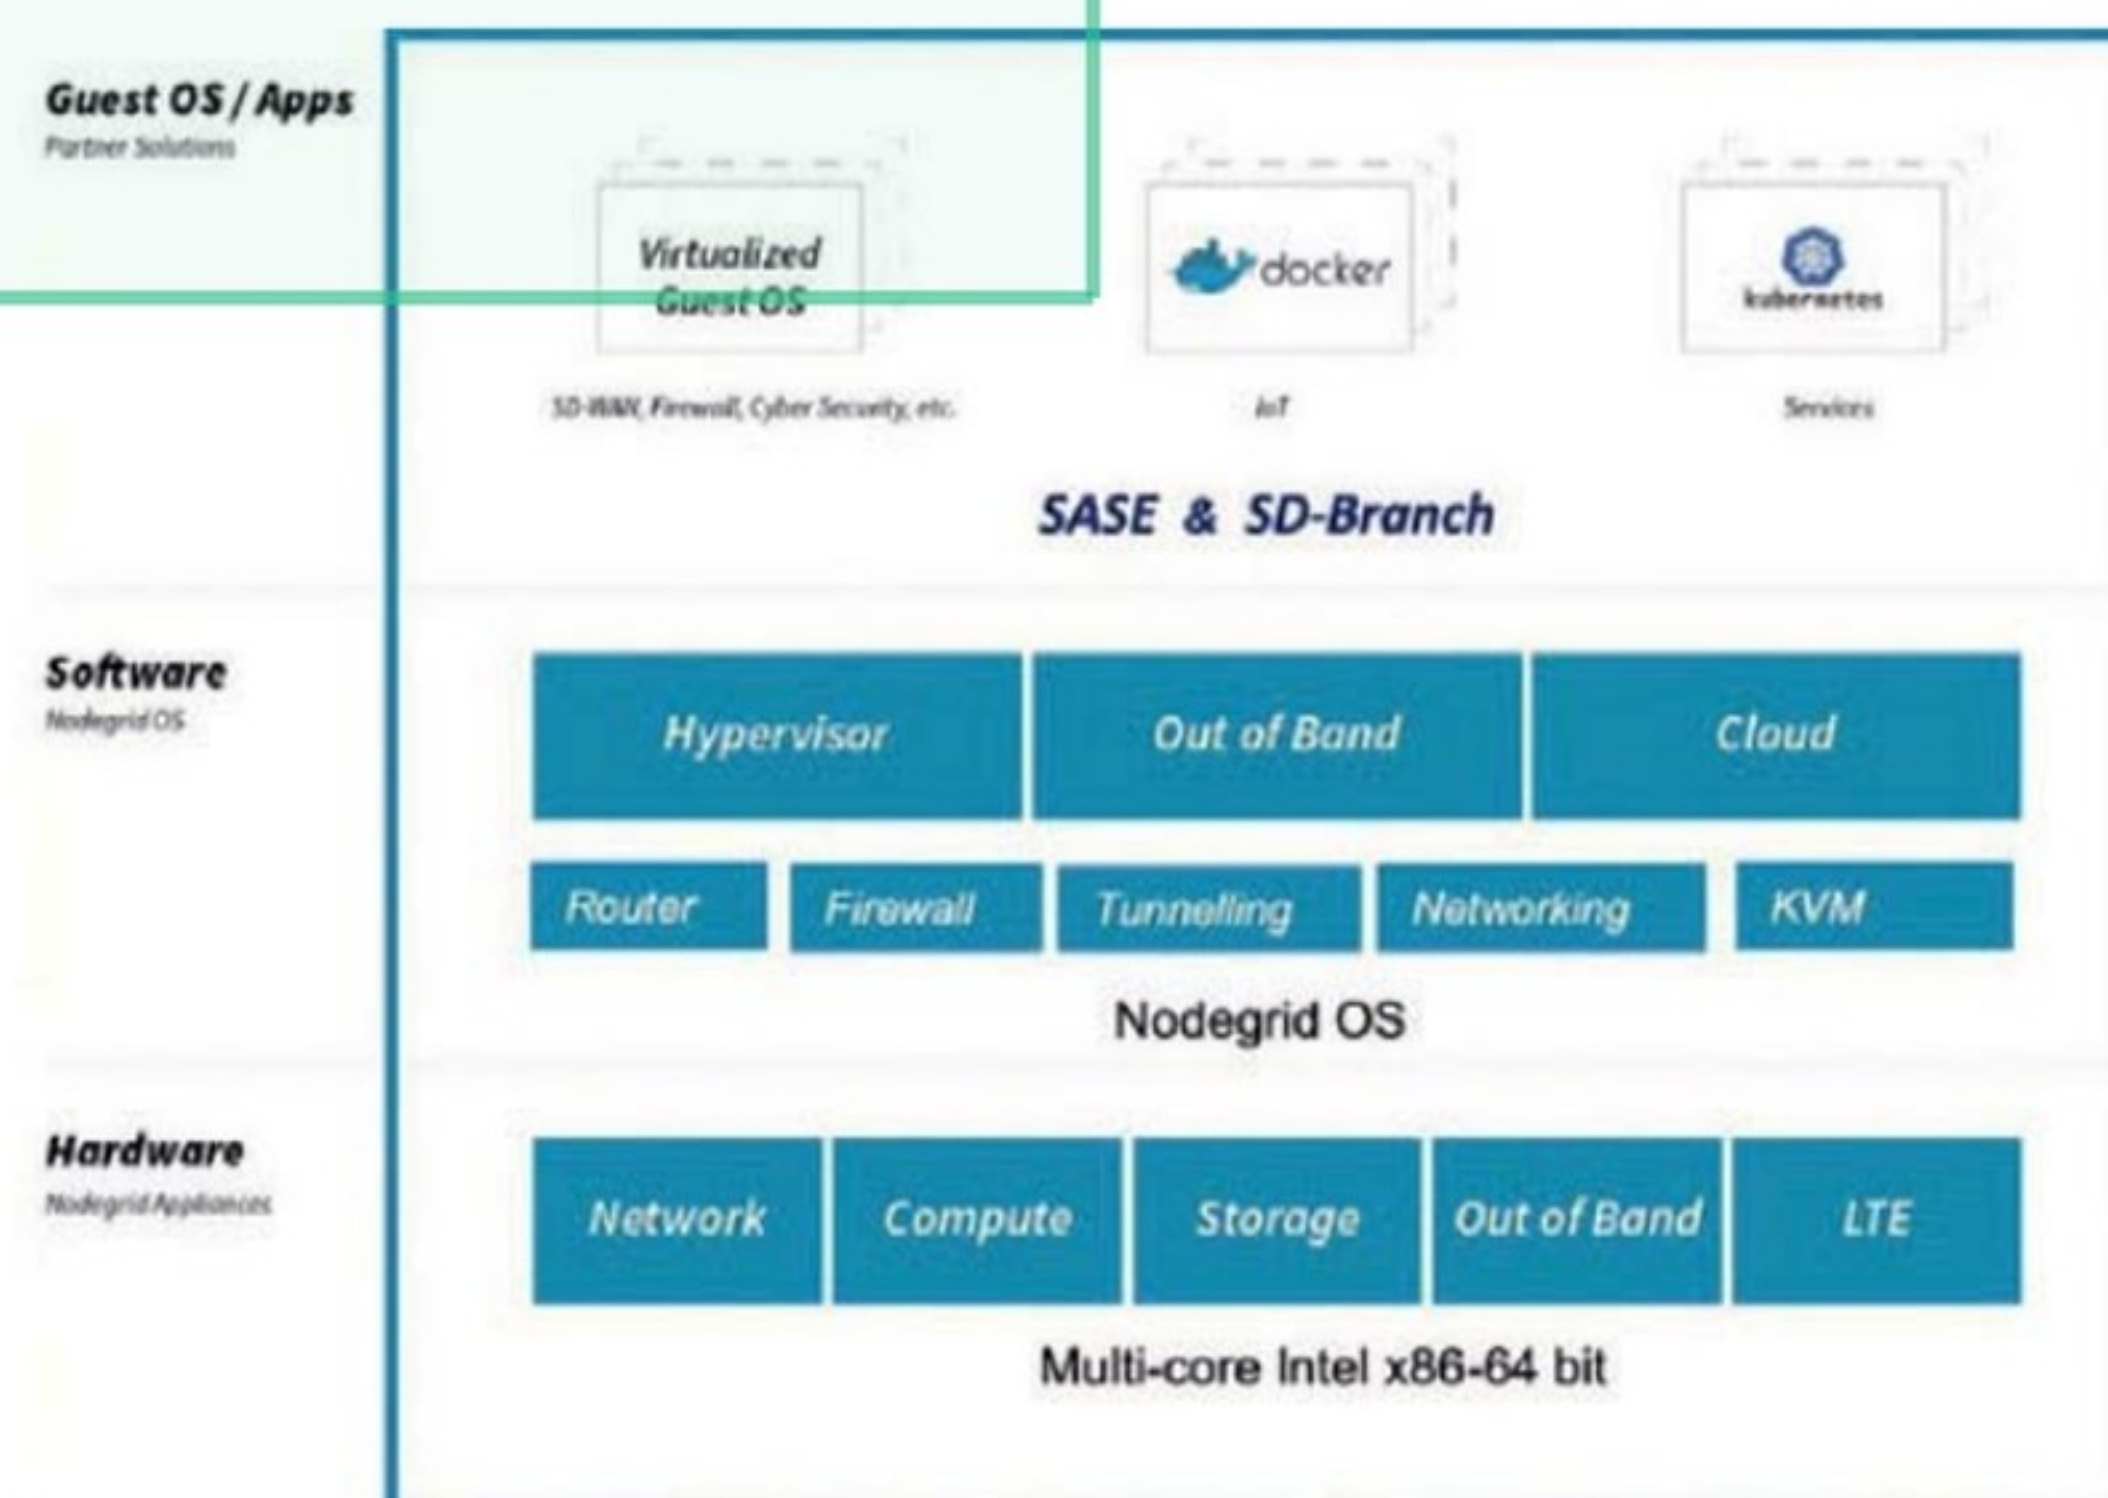 Guest OS / Apps
Partner Solutions
Virtualized
Guest OS
docker
kubernetes
SD-WAN, Firewall, Cyber Security, etc.
IoT
Services
SASE & SD-Branch
Software
Nodegrid OS
Hypervisor
Out of Band
Cloud
Router
Firewall
Tunnelling
Networking
KVM
Nodegrid OS
Hardware
Nodegrid Appliances
Network
Compute
Storage
Out of Band
LTE
Multi-core Intel x86-64 bit